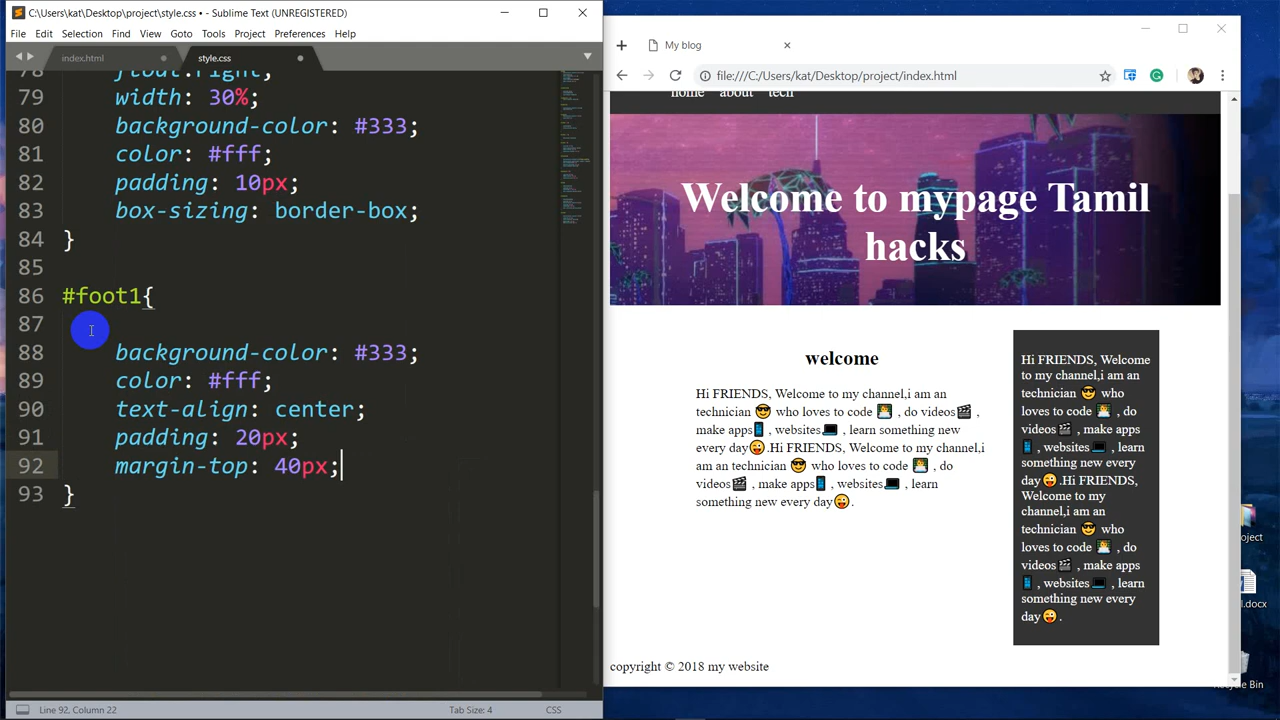 C:\Users\kat\Desktop\project\style.css • - Sublime Text (UNREGISTERED)
File Edit Selection Find View Goto Tools Project Preferences Help
index.html
style.css
78 float:right;
79 width: 30%;
80 background-color: #333;
81 color: #fff;
82 padding: 10px;
83 box-sizing: border-box;
84 }
85
86 #foot1{
87
88 background-color: #333;
89 color: #fff;
90 text-align: center;
91 padding: 20px;
92 margin-top: 40px;
93 }
Line 92, Column 22
Tab Size: 4
CSS
My blog
file:///C:/Users/kat/Desktop/project/index.html
home about tech
Welcome to mypage Tamil
hacks
welcome
Hi FRIENDS, Welcome to my channel,i am an
technician 😎 who loves to code 👨‍💻 , do videos🎬 ,
make apps📱 , websites💻 , learn something new
every day😜.Hi FRIENDS, Welcome to my channel,i
am an technician 😎 who loves to code 👨‍💻 , do
videos🎬 , make apps📱 , websites💻 , learn
something new every day😜.
Hi FRIENDS, Welcome
to my channel,i am an
technician 😎 who
loves to code 👨‍💻 , do
videos🎬 , make apps
📱 , websites💻 , learn
something new every
day😜.Hi FRIENDS,
Welcome to my
channel,i am an
technician 😎 who
loves to code 👨‍💻 , do
videos🎬 , make apps
📱 , websites💻 , learn
something new every
day😜.
copyright © 2018 my website
Bin